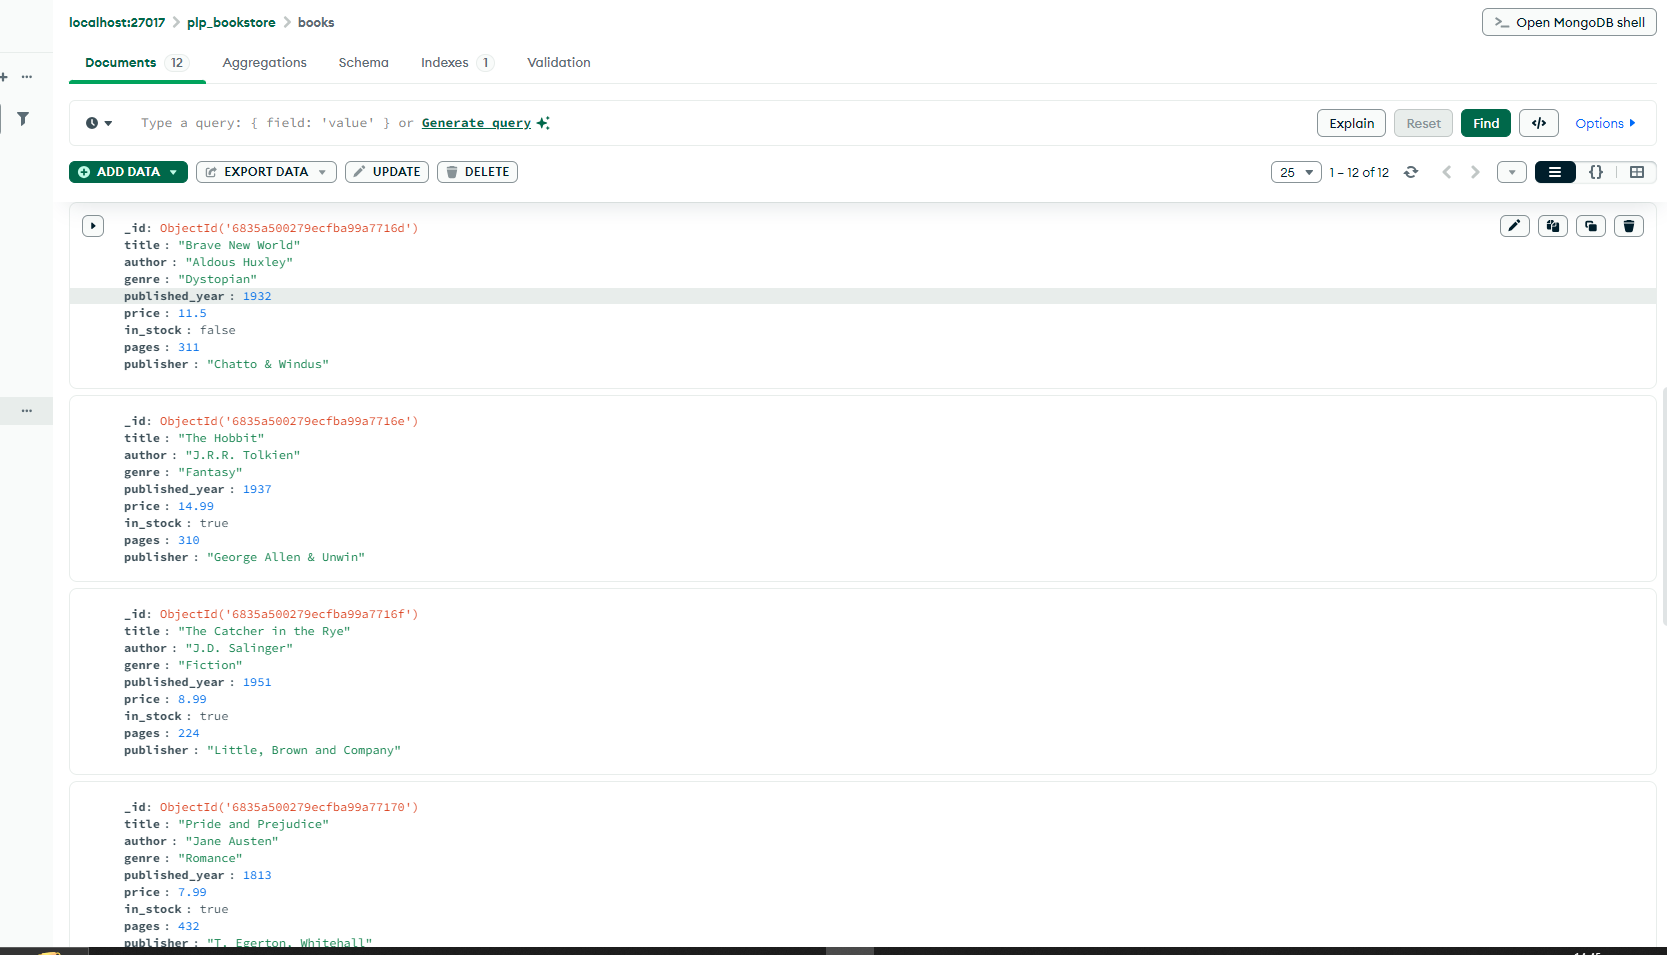 localhost:27017 > plp_bookstore > books
>_ Open MongoDB shell
Documents 12 Aggregations Schema Indexes 1 Validation
Type a query: { field: 'value' } or Generate query
Explain Reset Find </> Options
ADD DATA EXPORT DATA UPDATE DELETE
25 1 – 12 of 12 {}
_id: ObjectId('6835a500279ecfba99a7716d')
title : "Brave New World"
author : "Aldous Huxley"
genre : "Dystopian"
published_year : 1932
price : 11.5
in_stock : false
pages : 311
publisher : "Chatto & Windus"
_id: ObjectId('6835a500279ecfba99a7716e')
title : "The Hobbit"
author : "J.R.R. Tolkien"
genre : "Fantasy"
published_year : 1937
price : 14.99
in_stock : true
pages : 310
publisher : "George Allen & Unwin"
_id: ObjectId('6835a500279ecfba99a7716f')
title : "The Catcher in the Rye"
author : "J.D. Salinger"
genre : "Fiction"
published_year : 1951
price : 8.99
in_stock : true
pages : 224
publisher : "Little, Brown and Company"
_id: ObjectId('6835a500279ecfba99a77170')
title : "Pride and Prejudice"
author : "Jane Austen"
genre : "Romance"
published_year : 1813
price : 7.99
in_stock : true
pages : 432
publisher : "T. Egerton, Whitehall"